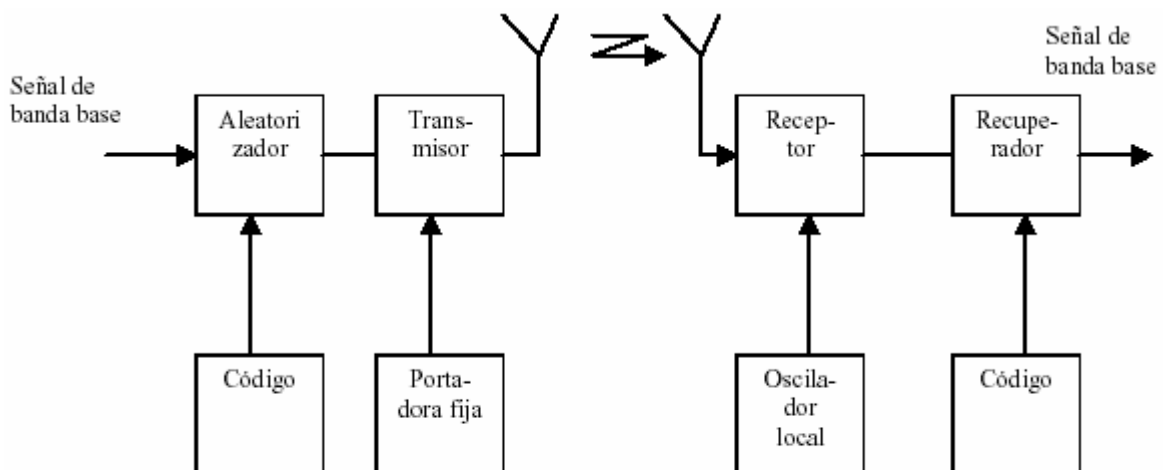 Señal de
banda base
Aleatori
zador
Trans-
misor
Recep-
tor
Recupe-
rador
Señal de
banda base
Código
Porta-
dora fija
Oscila-
dor
local
Código